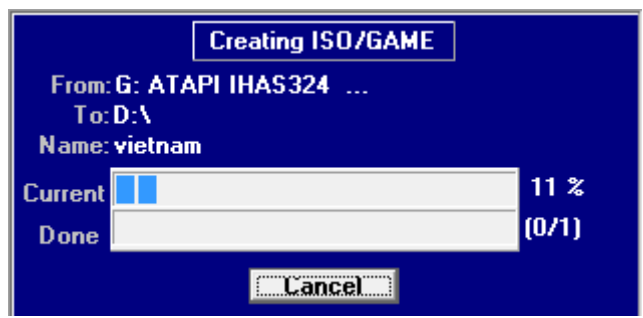 Creating ISO/GAME
From: G: ATAPI IHAS324 ...
To: D:\
Name: vietnam
Current 11 %
Done (0/1)
Cancel